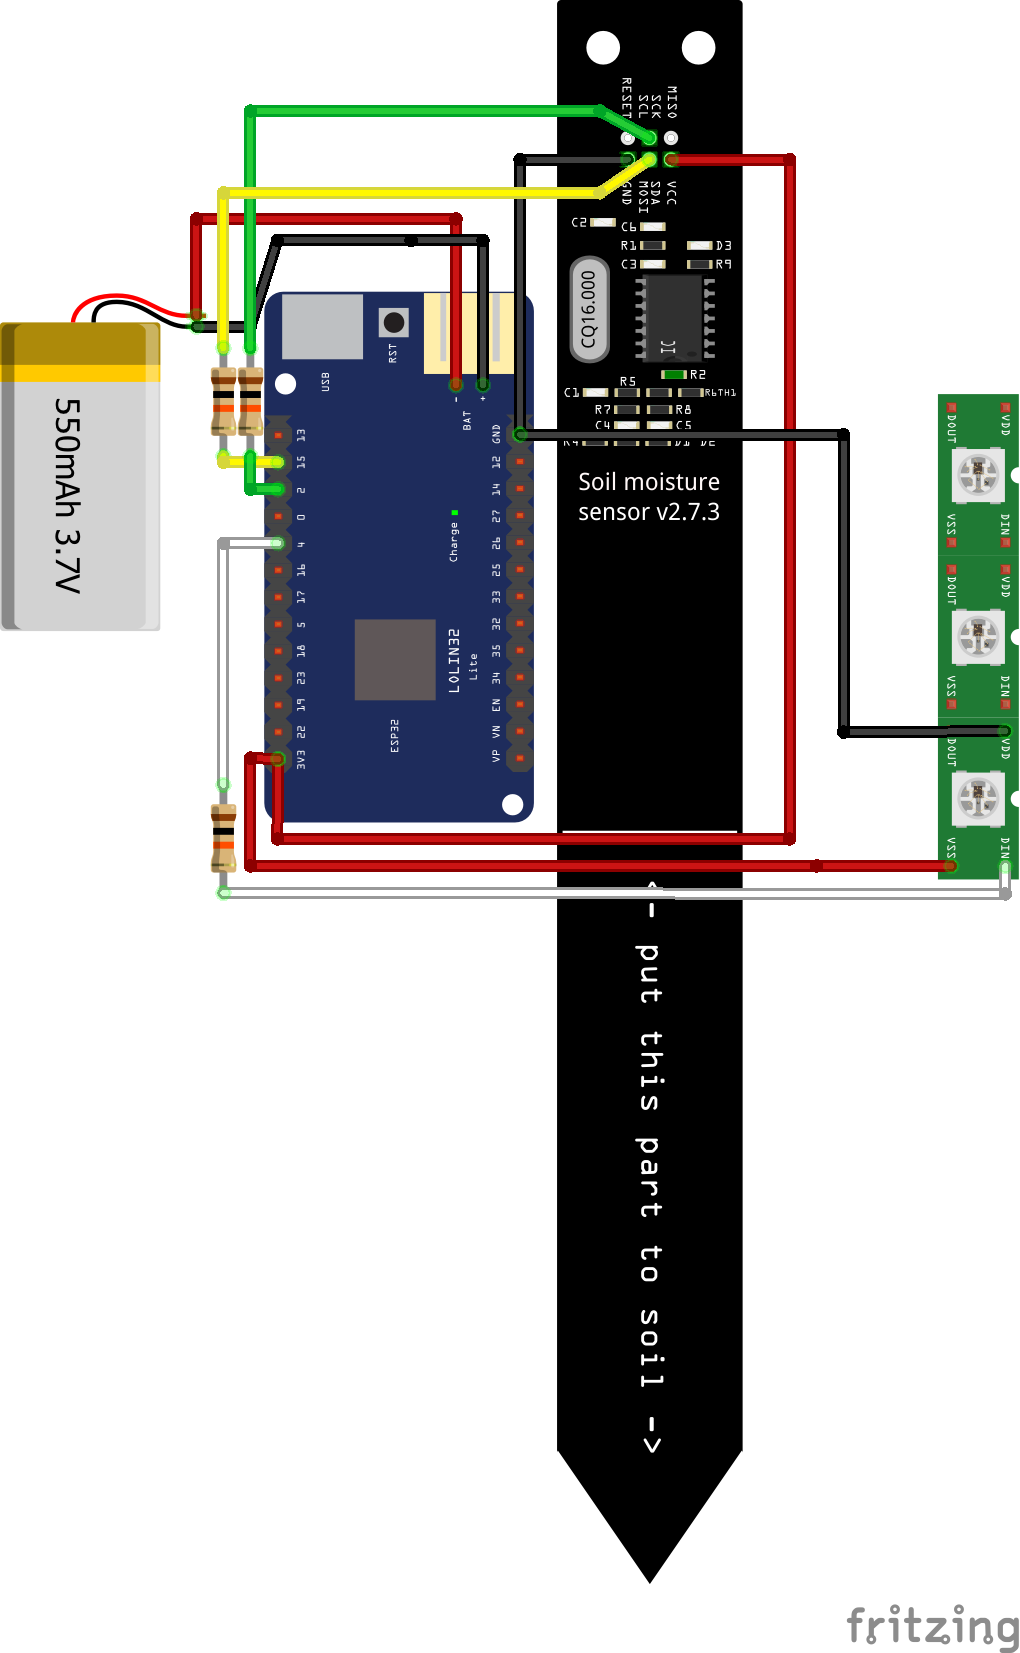 RESET
SCL
SCK
MISO
GND
MOSI
SDA
VCC
C2
C6
R1
D3
C3
R9
CQ16.000
IC
R2
C1
R5
R6TH1
R7
R8
C4
C5
R4
D1
D2
Soil moisture
sensor v2.7.3
<- put this part to soil ->
550mAh 3.7V
USB
RST
BAT
-
+
13
15
2
0
4
16
17
5
18
23
19
22
3V3
GND
12
14
27
26
25
33
32
35
34
EN
VN
VP
Charge
LOLIN32
Lite
ESP32
DOUT
VDD
VSS
DIN
DOUT
VDD
VSS
DIN
DOUT
VDD
VSS
DIN
fritzing